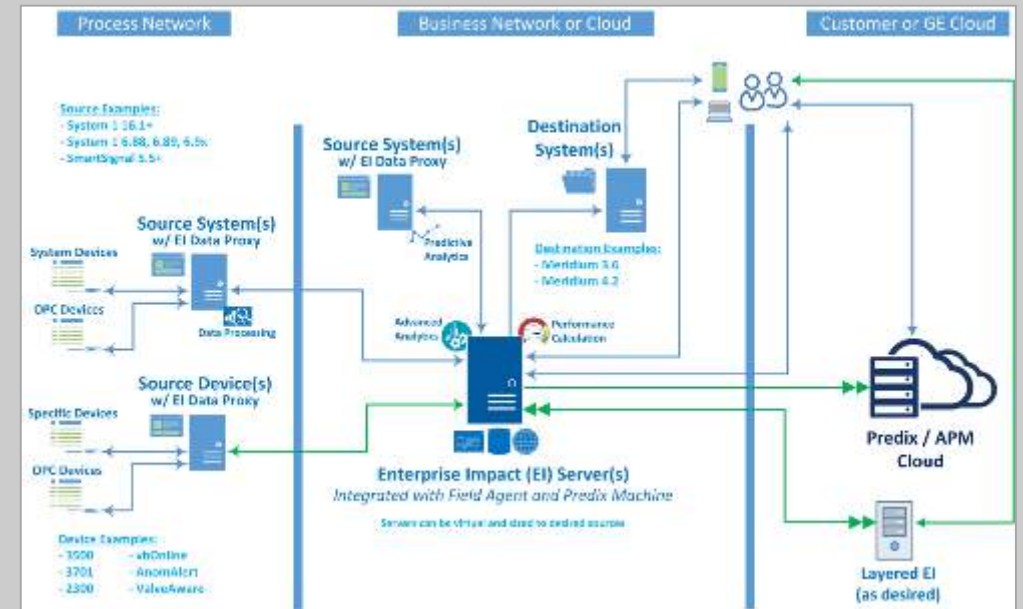 Process Network
Business Network or Cloud
Customer or GE Cloud
Source Examples:
- System 1 16.1+
- System 1 6.88, 6.89, 6.9x
- SmartSignal 5.5+
Source System(s)
w/ EI Data Proxy
System Devices
OPC Devices
Data Processing
Source Device(s)
w/ EI Data Proxy
Specific Devices
OPC Devices
Device Examples:
- 3500 - vbOnline
- 3701 - AnomAlert
- 2300 - ValveAware
Source System(s)
w/ EI Data Proxy
Predictive
Analytics
Destination
System(s)
Destination Examples:
- Meridium 3.6
- Meridium 4.2
Advanced
Analytics
Performance
Calculation
Enterprise Impact (EI) Server(s)
Integrated with Field Agent and Predix Machine
Servers can be virtual and sized to desired sources
Predix / APM
Cloud
Layered EI
(as desired)